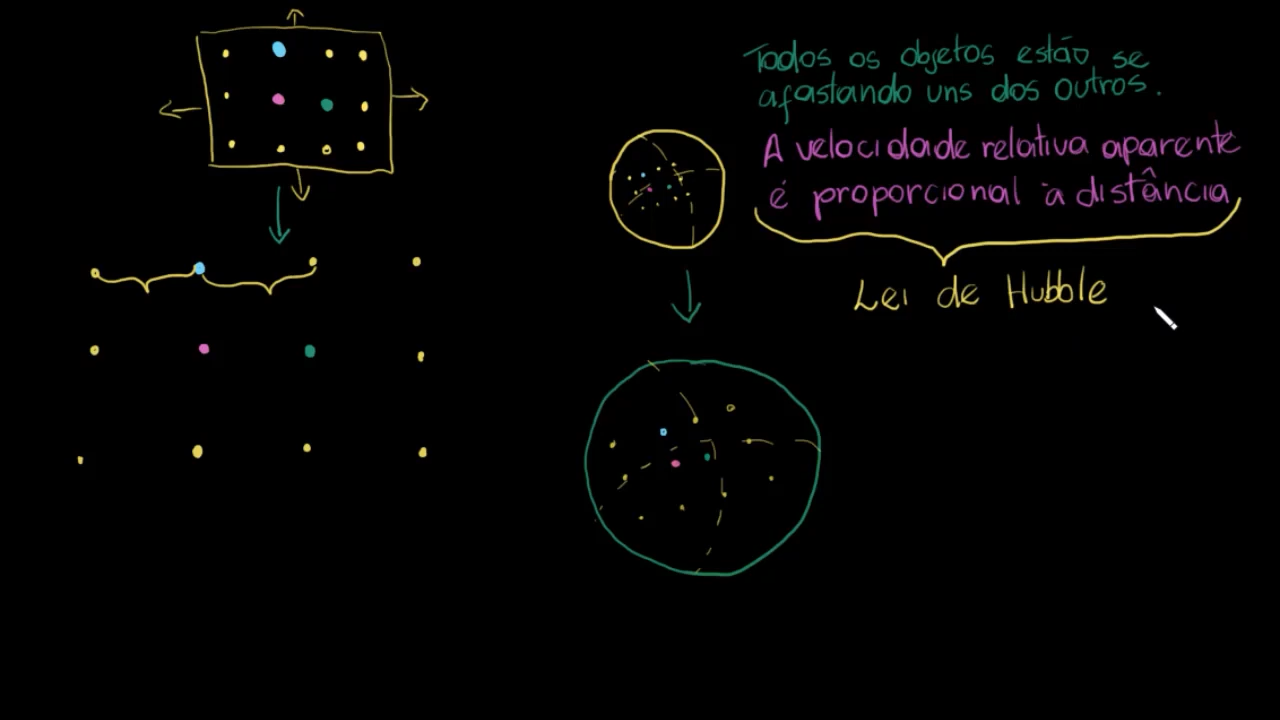 Todos os objetos estão se
afastando uns dos outros.
A velocidade relativa aparente
é proporcional à distância
Lei de Hubble